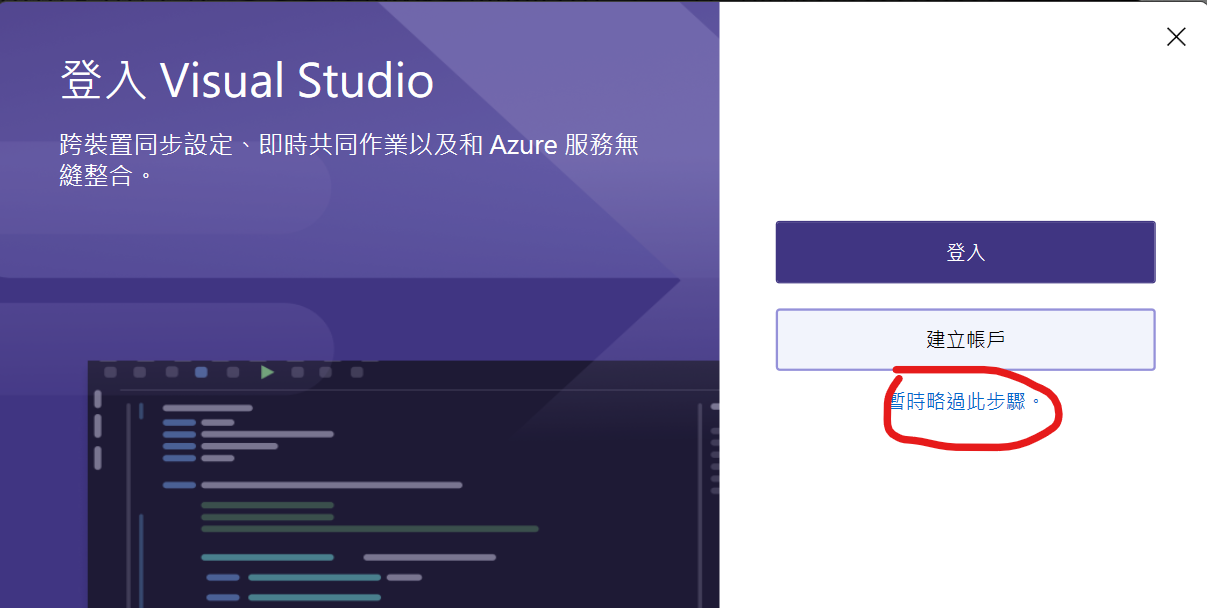 登入 Visual Studio
跨裝置同步設定、即時共同作業以及和 Azure 服務無
縫整合。
登入
建立帳戶
暫時略過此步驟。